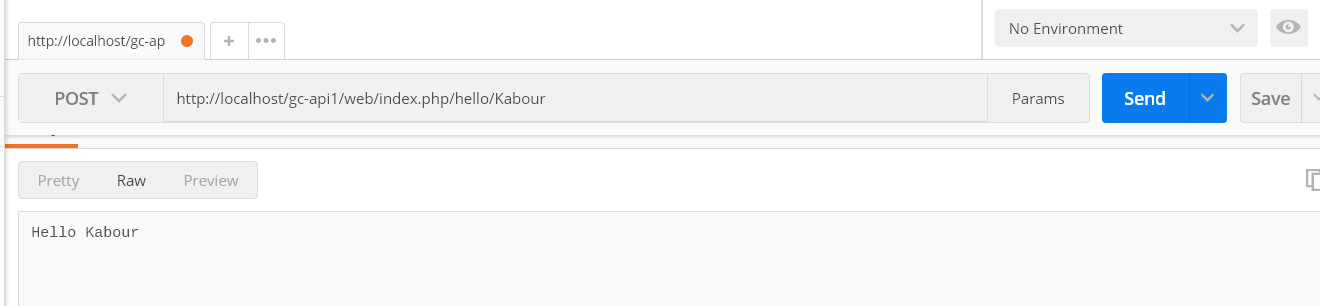 http://localhost/gc-ap
No Environment
POST http://localhost/gc-api1/web/index.php/hello/Kabour Params Send Save
Pretty Raw Preview
Hello Kabour